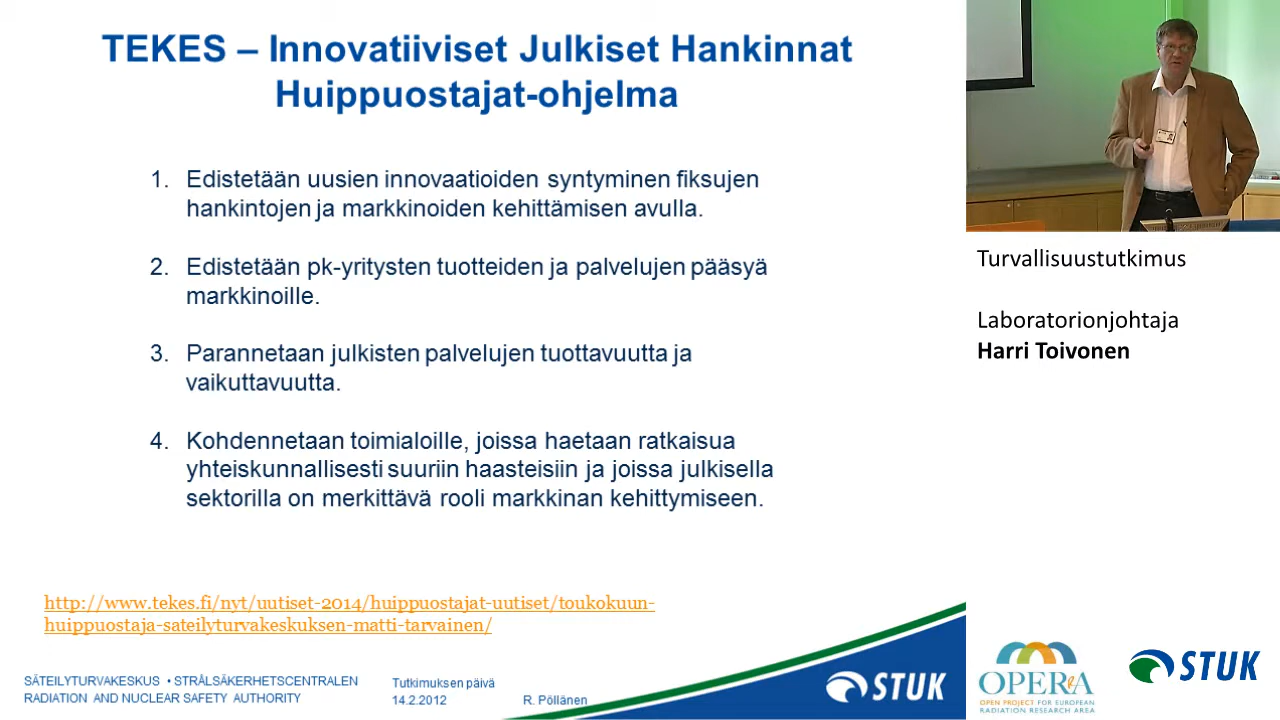 TEKES – Innovatiiviset Julkiset Hankinnat
Huippuostajat-ohjelma
1. Edistetään uusien innovaatioiden syntyminen fiksujen
hankintojen ja markkinoiden kehittämisen avulla.
2. Edistetään pk-yritysten tuotteiden ja palvelujen pääsyä
markkinoille.
3. Parannetaan julkisten palvelujen tuottavuutta ja
vaikuttavuutta.
4. Kohdennetaan toimialoille, joissa haetaan ratkaisua
yhteiskunnallisesti suuriin haasteisiin ja joissa julkisella
sektorilla on merkittävä rooli markkinan kehittymiseen.
http://www.tekes.fi/nyt/uutiset-2014/huippuostajat-uutiset/toukokuun-
huippuostaja-sateilyturvakeskuksen-matti-tarvainen/
SÄTEILYTURVAKESKUS • STRÅLSÄKERHETSCENTRALEN
RADIATION AND NUCLEAR SAFETY AUTHORITY
Tutkimuksen päivä
14.2.2012
R. Pöllänen
STUK
Turvallisuustutkimus
Laboratorionjohtaja
Harri Toivonen
OPERRA
OPEN PROJECT FOR EUROPEAN
RADIATION RESEARCH AREA
STUK